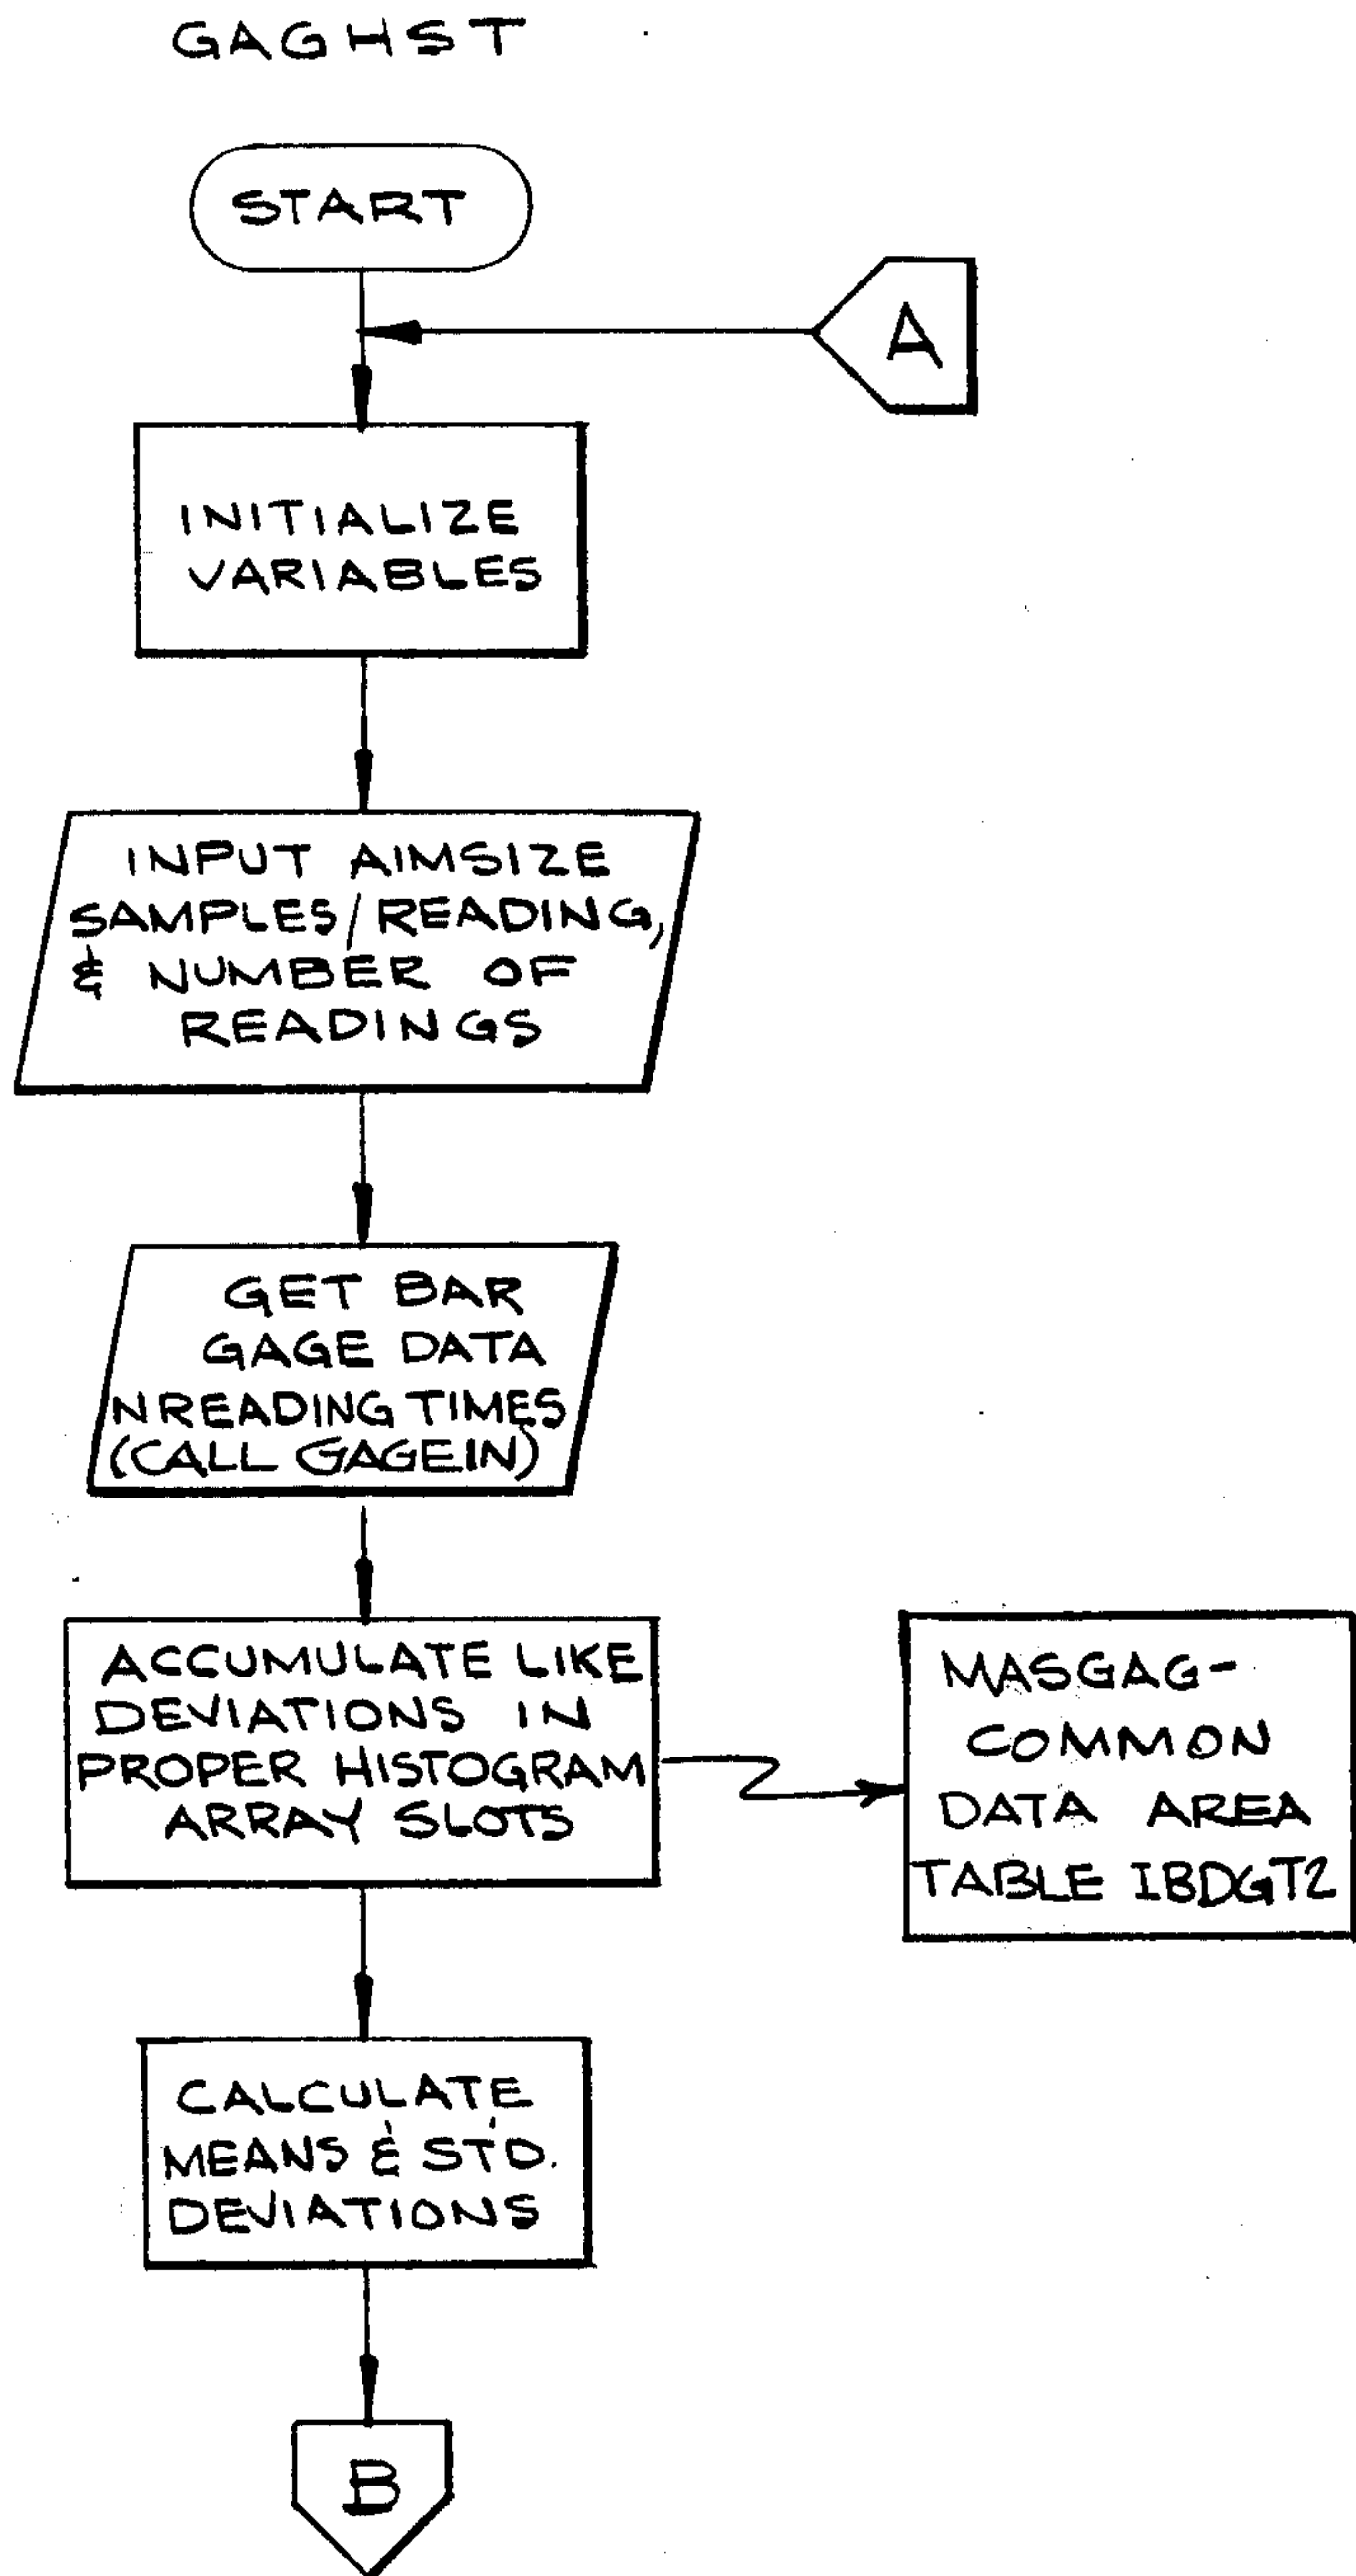 GAGHST
START
A
INITIALIZE
VARIABLES
INPUT AIMSIZE
SAMPLES/READING,
& NUMBER OF
READINGS
GET BAR
GAGE DATA
NREADING TIMES
(CALL GAGEIN)
ACCUMULATE LIKE
DEVIATIONS IN
PROPER HISTOGRAM
ARRAY SLOTS
MASGAG-
COMMON
DATA AREA
TABLE IBDGT2
CALCULATE
MEANS & ST'D.
DEVIATIONS
B